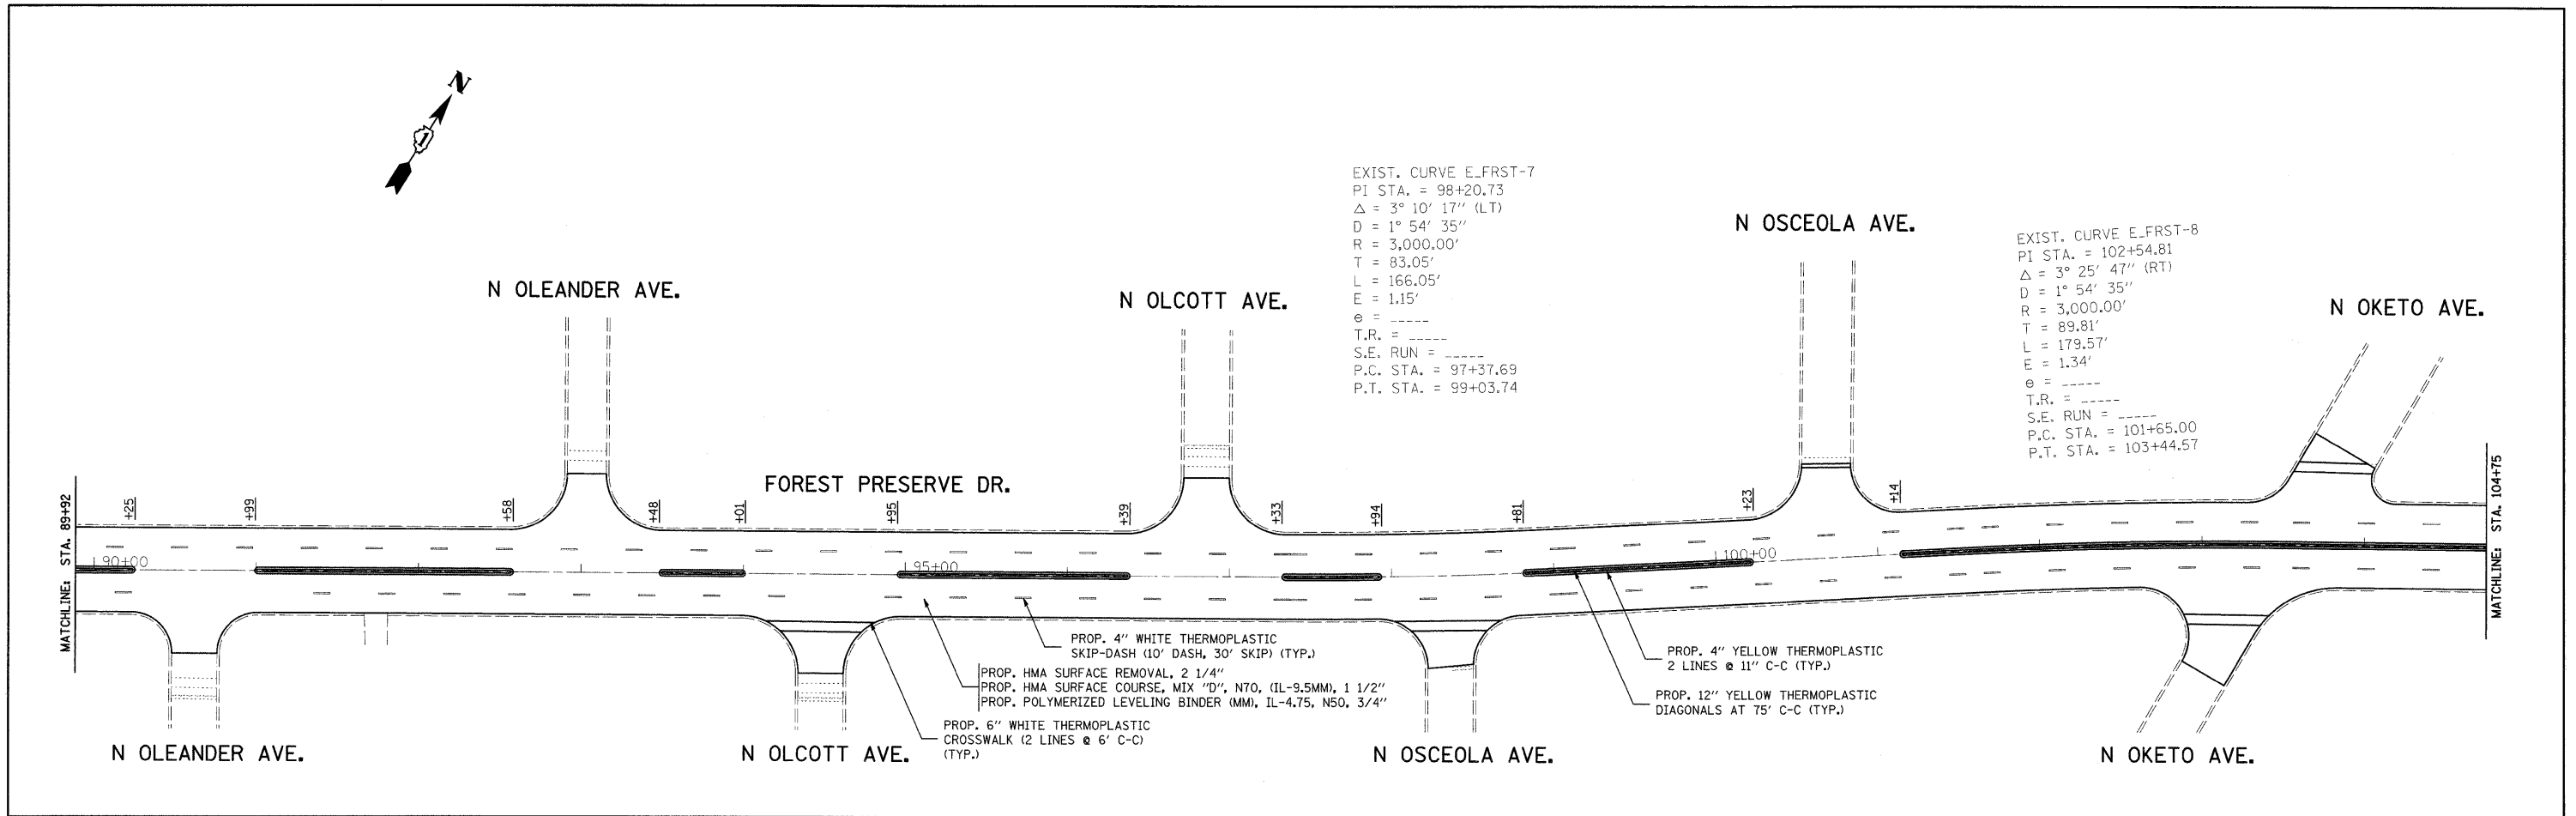 N
1
EXIST. CURVE E_FRST-7
PI STA. = 98+20.73
Δ = 3° 10' 17" (LT)
D = 1° 54' 35"
R = 3,000.00'
T = 83.05'
L = 166.05'
E = 1.15'
e = _____
T.R. = _____
S.E. RUN = _____
P.C. STA. = 97+37.69
P.T. STA. = 99+03.74
N OSCEOLA AVE.
EXIST. CURVE E_FRST-8
PI STA. = 102+54.81
Δ = 3° 25' 47" (RT)
D = 1° 54' 35"
R = 3,000.00'
T = 89.81'
L = 179.57'
E = 1.34'
e = _____
T.R. = _____
S.E. RUN = _____
P.C. STA. = 101+65.00
P.T. STA. = 103+44.57
N OLEANDER AVE.
N OLCOTT AVE.
N OKETO AVE.
FOREST PRESERVE DR.
MATCHLINE: STA. 89+92
+25
+99
+58
+48
+01
+95
+39
+33
+94
+81
+23
+14
MATCHLINE: STA. 104+75
90+00
95+00
100+00
PROP. 4" WHITE THERMOPLASTIC
SKIP-DASH (10' DASH, 30' SKIP) (TYP.)
PROP. HMA SURFACE REMOVAL, 2 1/4"
PROP. HMA SURFACE COURSE, MIX "D", N70, (IL-9.5MM), 1 1/2"
PROP. POLYMERIZED LEVELING BINDER (MM), IL-4.75, N50, 3/4"
PROP. 6" WHITE THERMOPLASTIC
CROSSWALK (2 LINES @ 6' C-C)
(TYP.)
PROP. 4" YELLOW THERMOPLASTIC
2 LINES @ 11" C-C (TYP.)
PROP. 12" YELLOW THERMOPLASTIC
DIAGONALS AT 75' C-C (TYP.)
N OLEANDER AVE.
N OLCOTT AVE.
N OSCEOLA AVE.
N OKETO AVE.